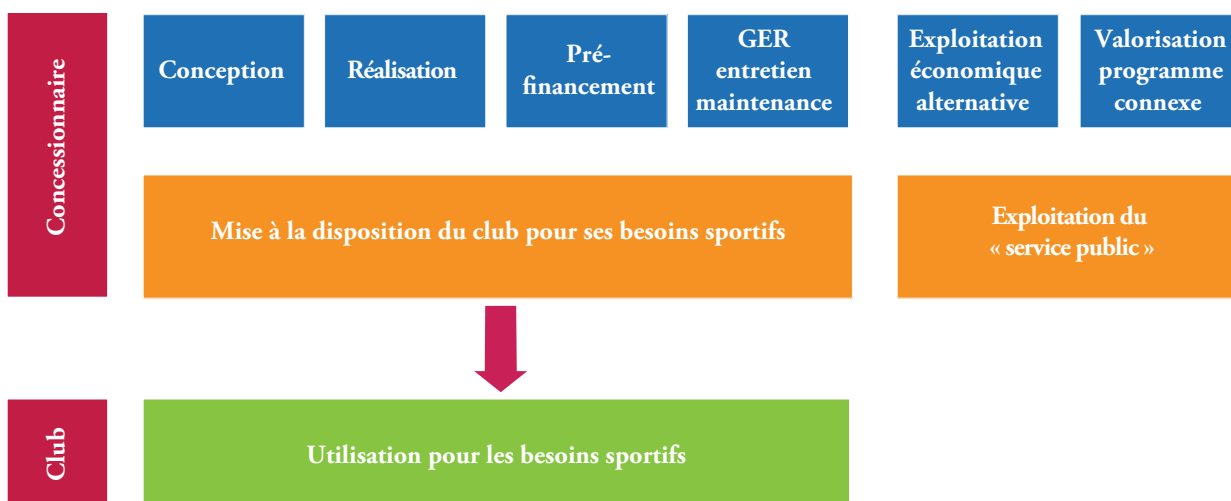 Concessionnaire
Conception
Réalisation
Pré-
financement
GER
entretien
maintenance
Exploitation
économique
alternative
Valorisation
programme
connexe
Mise à la disposition du club pour ses besoins sportifs
Exploitation du
« service public »
Club
Utilisation pour les besoins sportifs